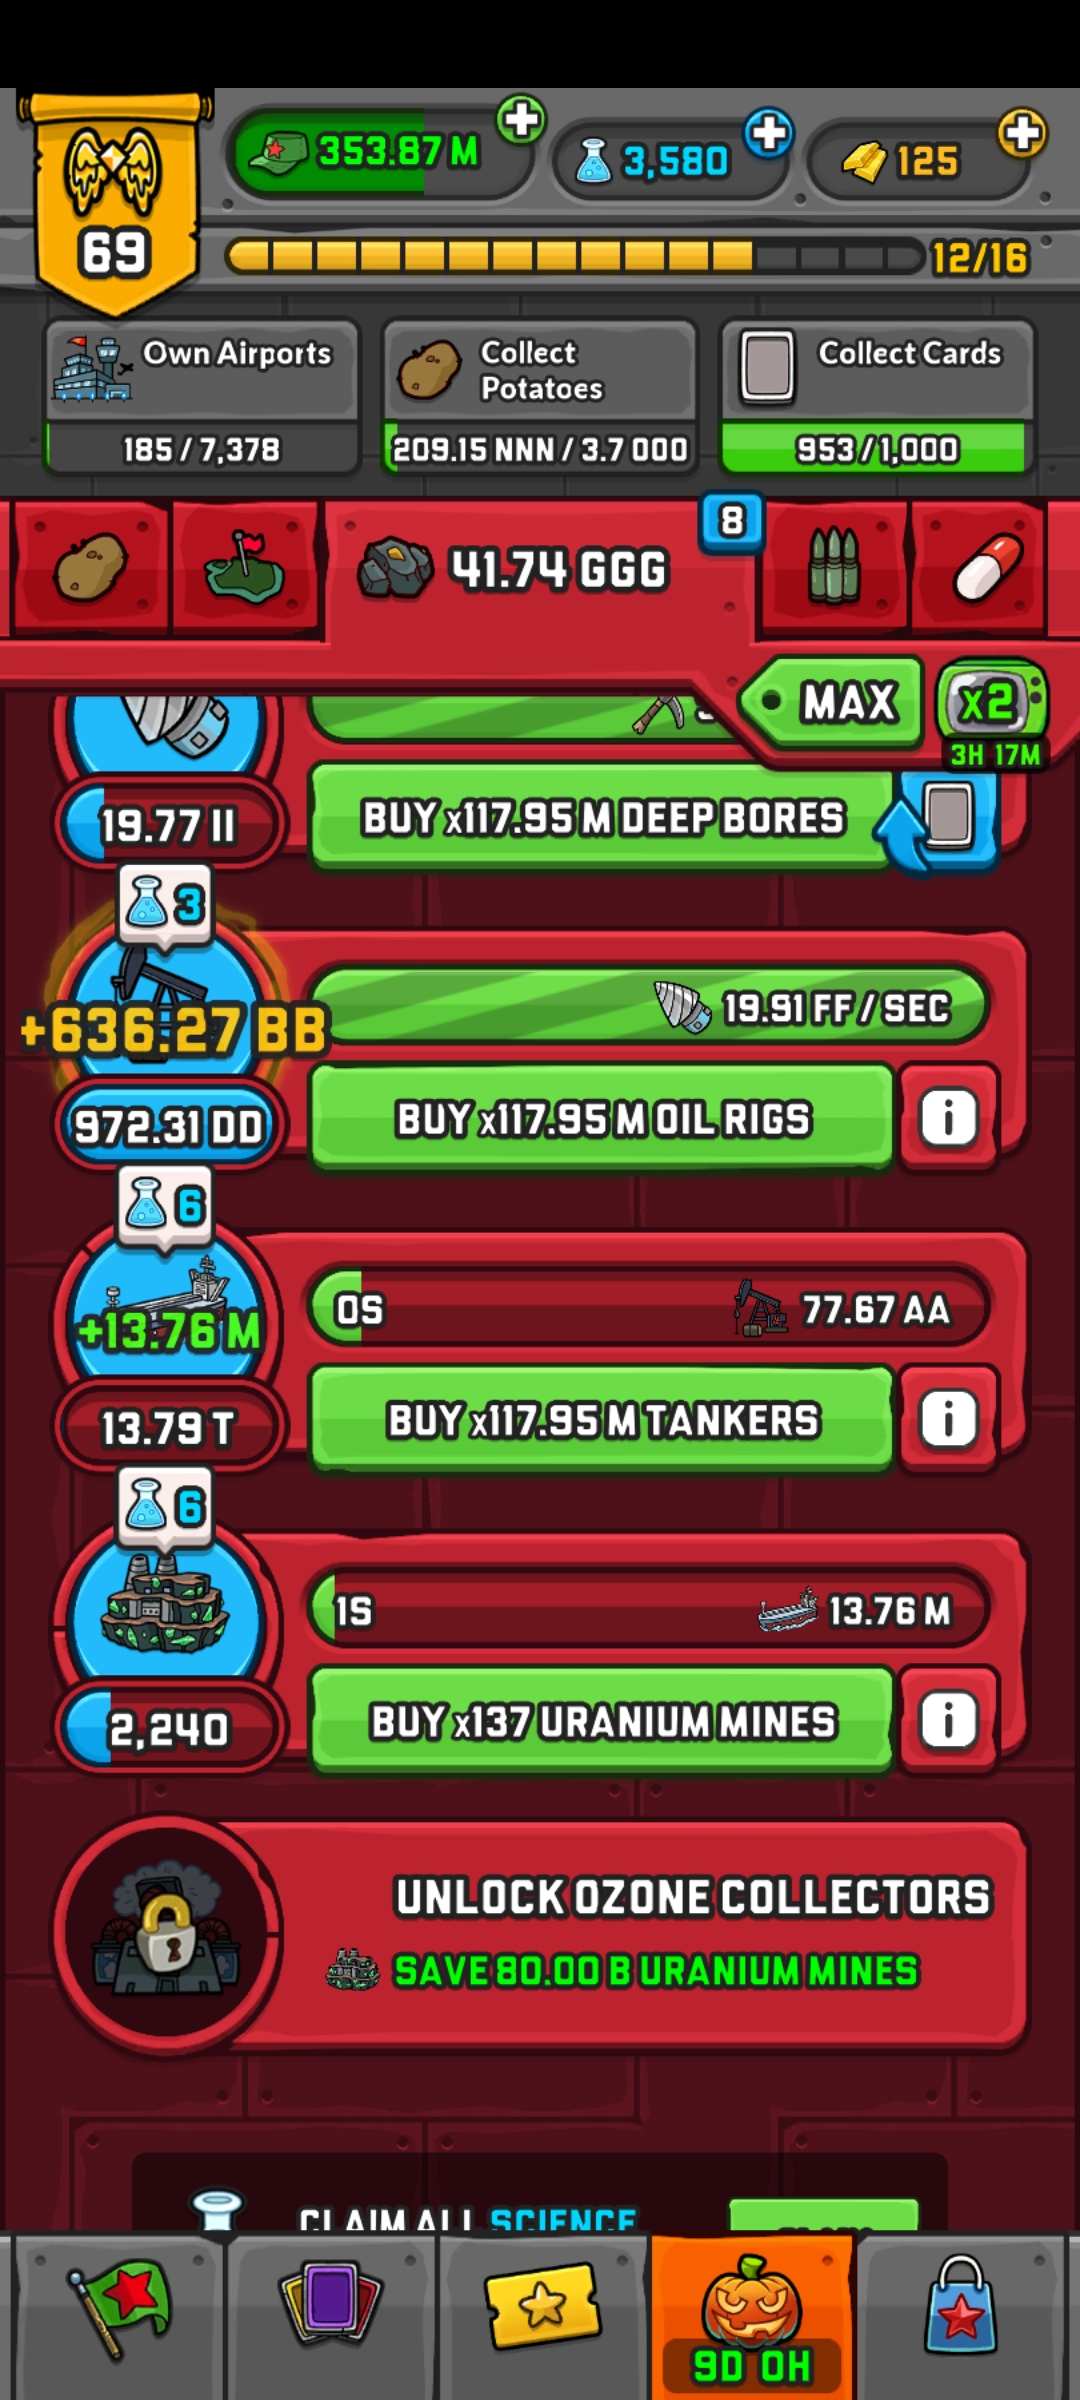 353.87 M
3,580
125
69
12/16
Own Airports
185 / 7,378
Collect
Potatoes
209.15 NNN / 3.7 OOO
Collect Cards
953 / 1,000
41.74 GGG
8
MAX
x2
3H 17M
19.77 II
BUY x117.95 M DEEP BORES
3
+636.27 BB
19.91 FF / SEC
972.31 DD
BUY x117.95 M OIL RIGS
i
6
+13.76 M
0S
77.67 AA
13.79 T
BUY x117.95 M TANKERS
i
6
1S
13.76 M
2,240
BUY x137 URANIUM MINES
i
UNLOCK OZONE COLLECTORS
SAVE 80.00 B URANIUM MINES
CLAIM ALL SCIENCE
9D 0H